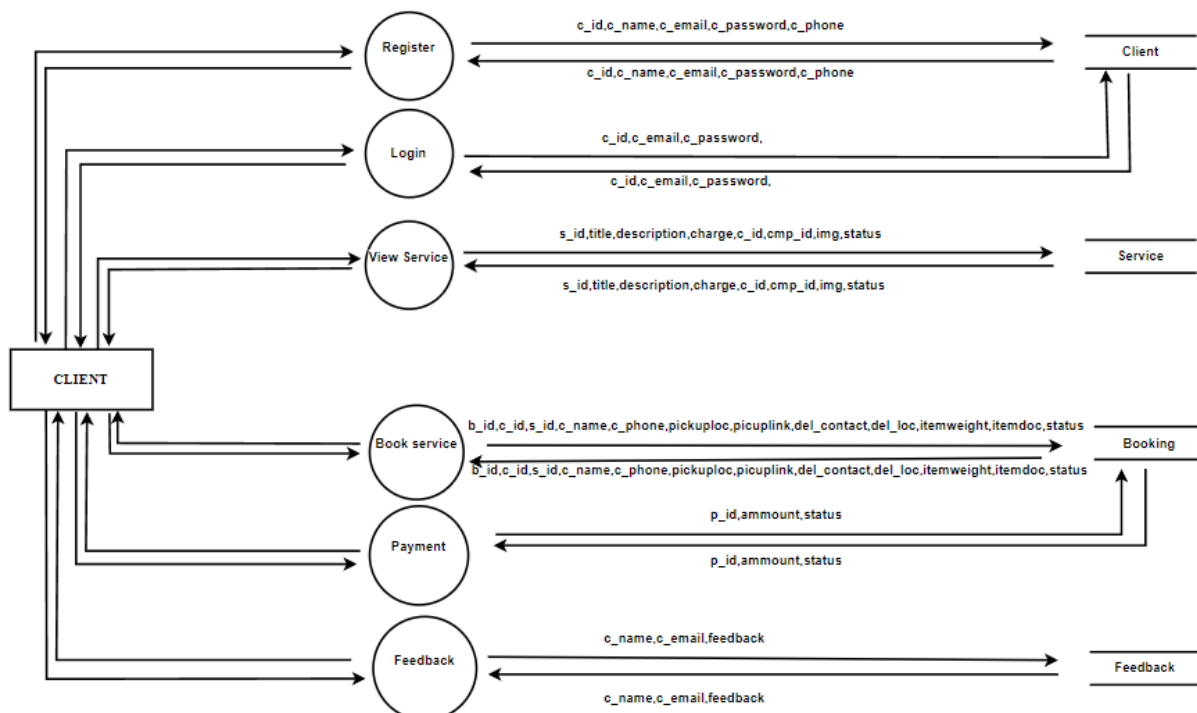 c_id,c_name,c_email,c_password,c_phone
Register
Client
c_id,c_name,c_email,c_password,c_phone
c_id,c_email,c_password,
Login
c_id,c_email,c_password,
s_id,title,description,charge,c_id,cmp_id,img,status
View Service
Service
s_id,title,description,charge,c_id,cmp_id,img,status
CLIENT
b_id,c_id,s_id,c_name,c_phone,pickuploc,picuplink,del_contact,del_loc,itemweight,itemdoc,status
Book service
Booking
b_id,c_id,s_id,c_name,c_phone,pickuploc,picuplink,del_contact,del_loc,itemweight,itemdoc,status
p_id,ammount,status
Payment
p_id,ammount,status
c_name,c_email,feedback
Feedback
Feedback
c_name,c_email,feedback